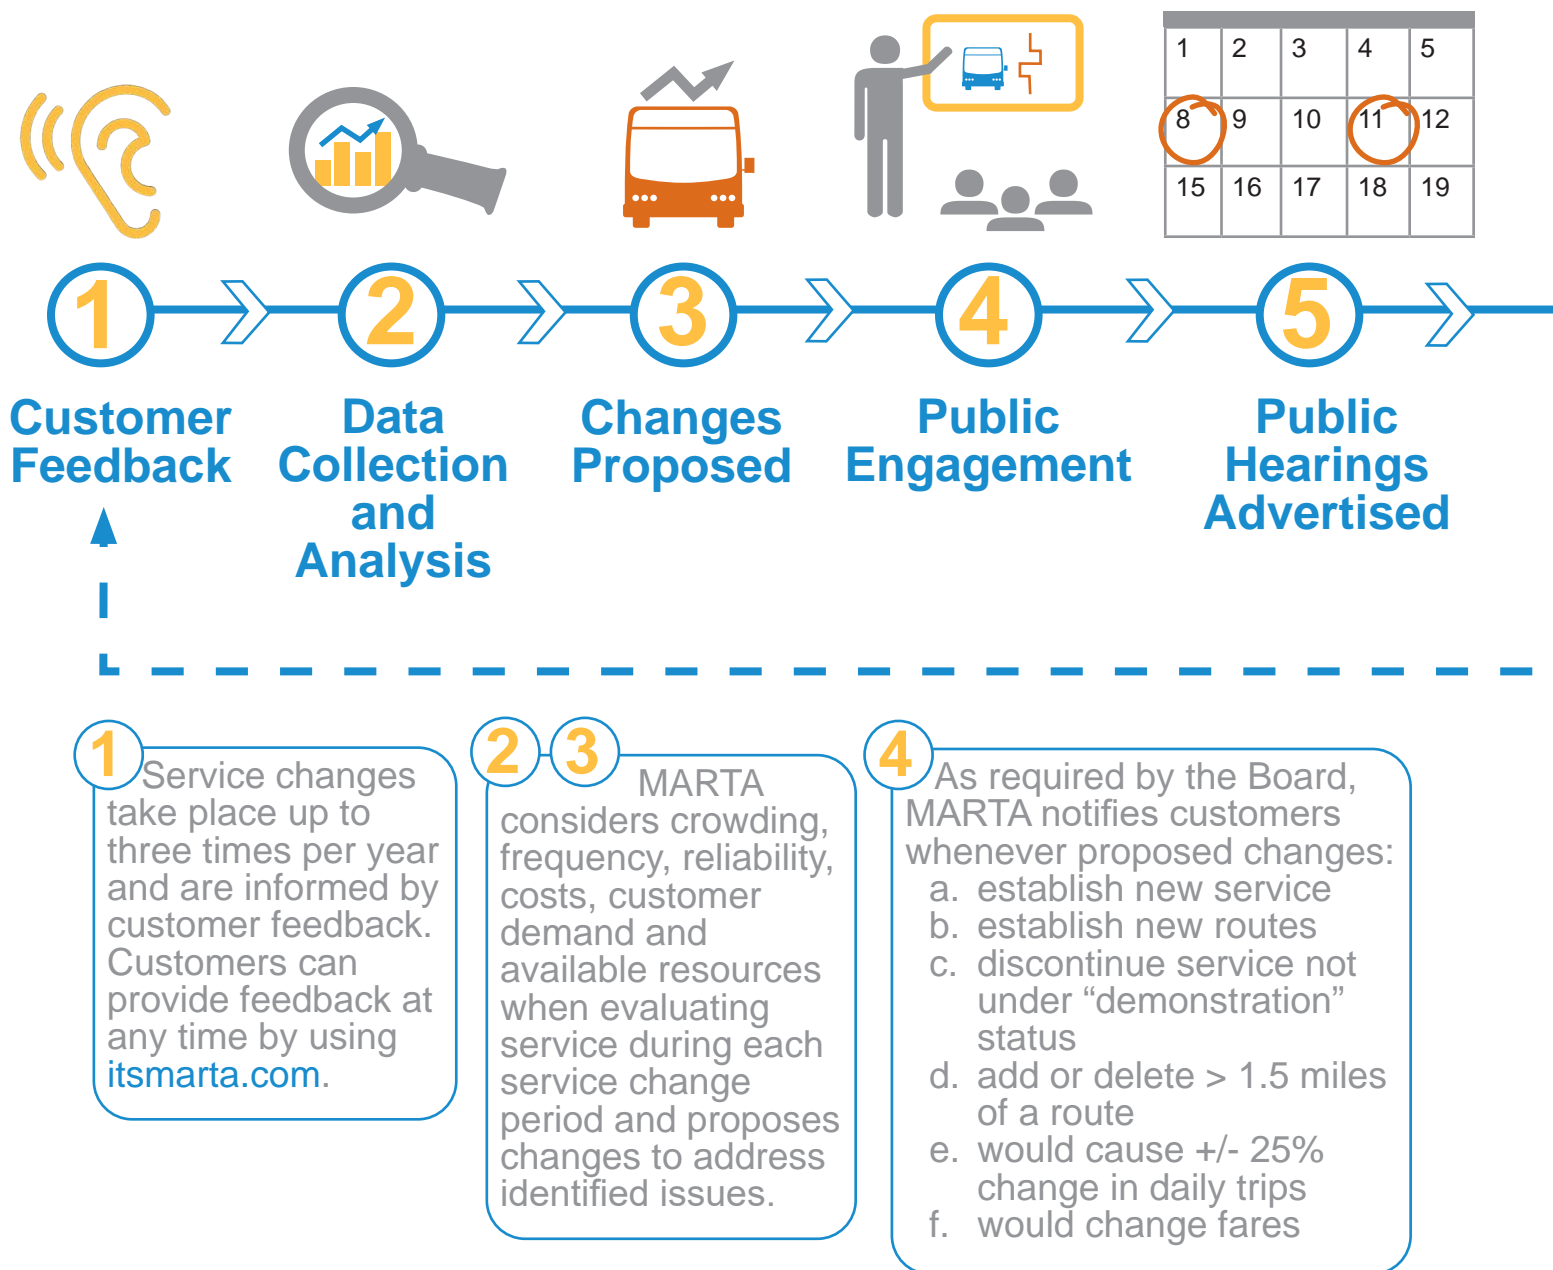 1 2 3 4 5
8 9 10 11 12
15 16 17 18 19
1
2
3
4
5
Customer
Feedback
Data
Collection
and
Analysis
Changes
Proposed
Public
Engagement
Public
Hearings
Advertised
1
Service changes
take place up to
three times per year
and are informed by
customer feedback.
Customers can
provide feedback at
any time by using
itsmarta.com.
2 3
MARTA
considers crowding,
frequency, reliability,
costs, customer
demand and
available resources
when evaluating
service during each
service change
period and proposes
changes to address
identified issues.
4
As required by the Board,
MARTA notifies customers
whenever proposed changes:
a. establish new service
b. establish new routes
c. discontinue service not
under “demonstration”
status
d. add or delete > 1.5 miles
of a route
e. would cause +/- 25%
change in daily trips
f. would change fares